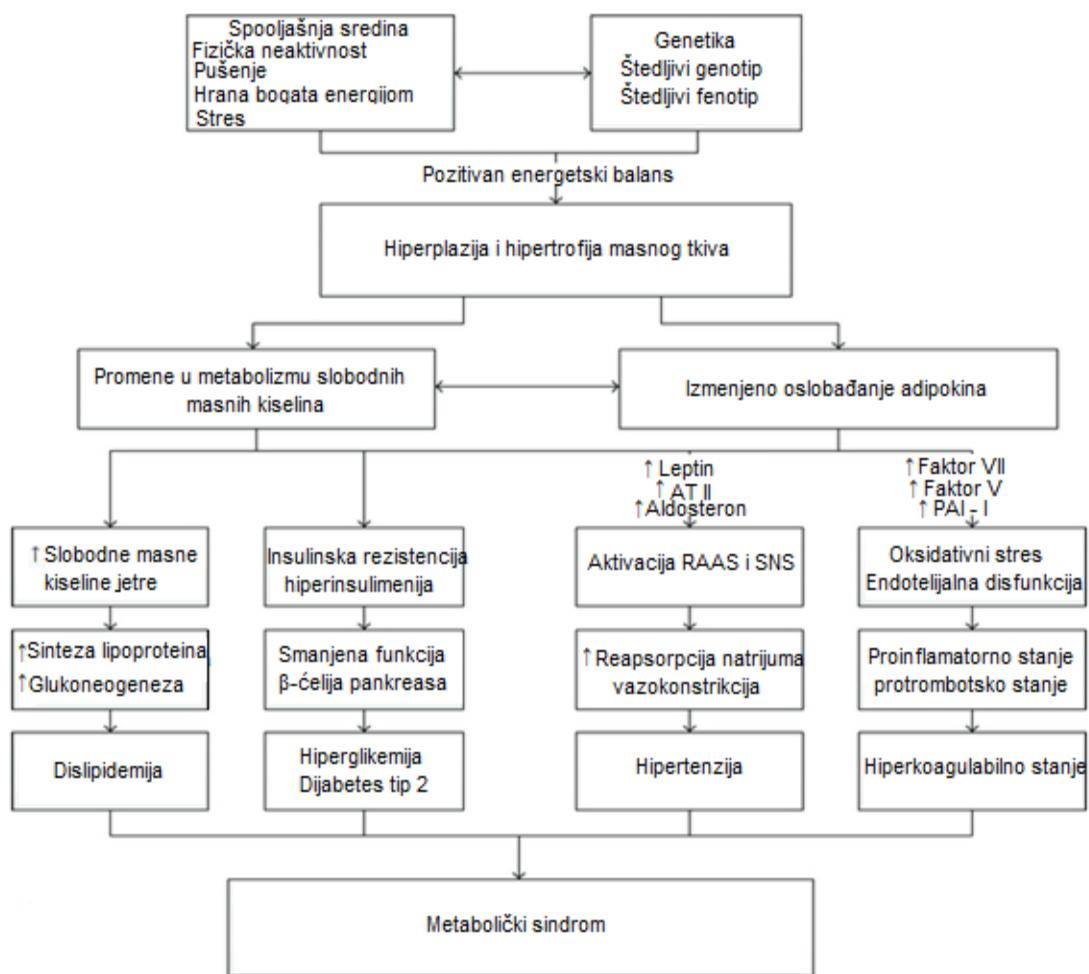 Spooljašnja sredina
Fizička neaktivnost
Pušenje
Hrana bogata energijom
Stres
Genetika
Štedljivi genotip
Štedljivi fenotip
Pozitivan energetski balans
Hiperplazija i hipertrofija masnog tkiva
Promene u metabolizmu slobodnih
masnih kiselina
Izmenjeno oslobađanje adipokina
↑ Leptin
↑ AT II
↑ Aldosteron
↑ Faktor VII
↑ Faktor V
↑ PAI - I
↑ Slobodne masne
kiseline jetre
Insulinska rezistencija
hiperinsulimenija
Aktivacija RAAS i SNS
Oksidativni stres
Endotelijalna disfunkcija
↑ Sinteza lipoproteina
↑ Glukoneogeneza
Smanjena funkcija
β-ćelija pankreasa
↑ Reapsorpcija natrijuma
vazokonstrikcija
Proinflamatorno stanje
protrombotsko stanje
Dislipidemija
Hiperglikemija
Dijabetes tip 2
Hipertenzija
Hiperkoagulabilno stanje
Metabolički sindrom